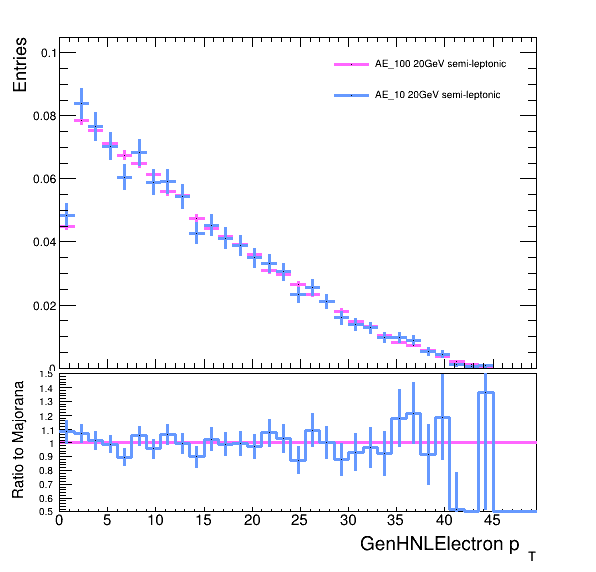 Entries
0.1
0.08
0.06
0.04
0.02
0
AE_100 20GeV semi-leptonic
AE_10 20GeV semi-leptonic
Ratio to Majorana
1.5
1.4
1.3
1.2
1.1
1
0.9
0.8
0.7
0.6
0.5
0 5 10 15 20 25 30 35 40 45
GenHNLElectron p
T